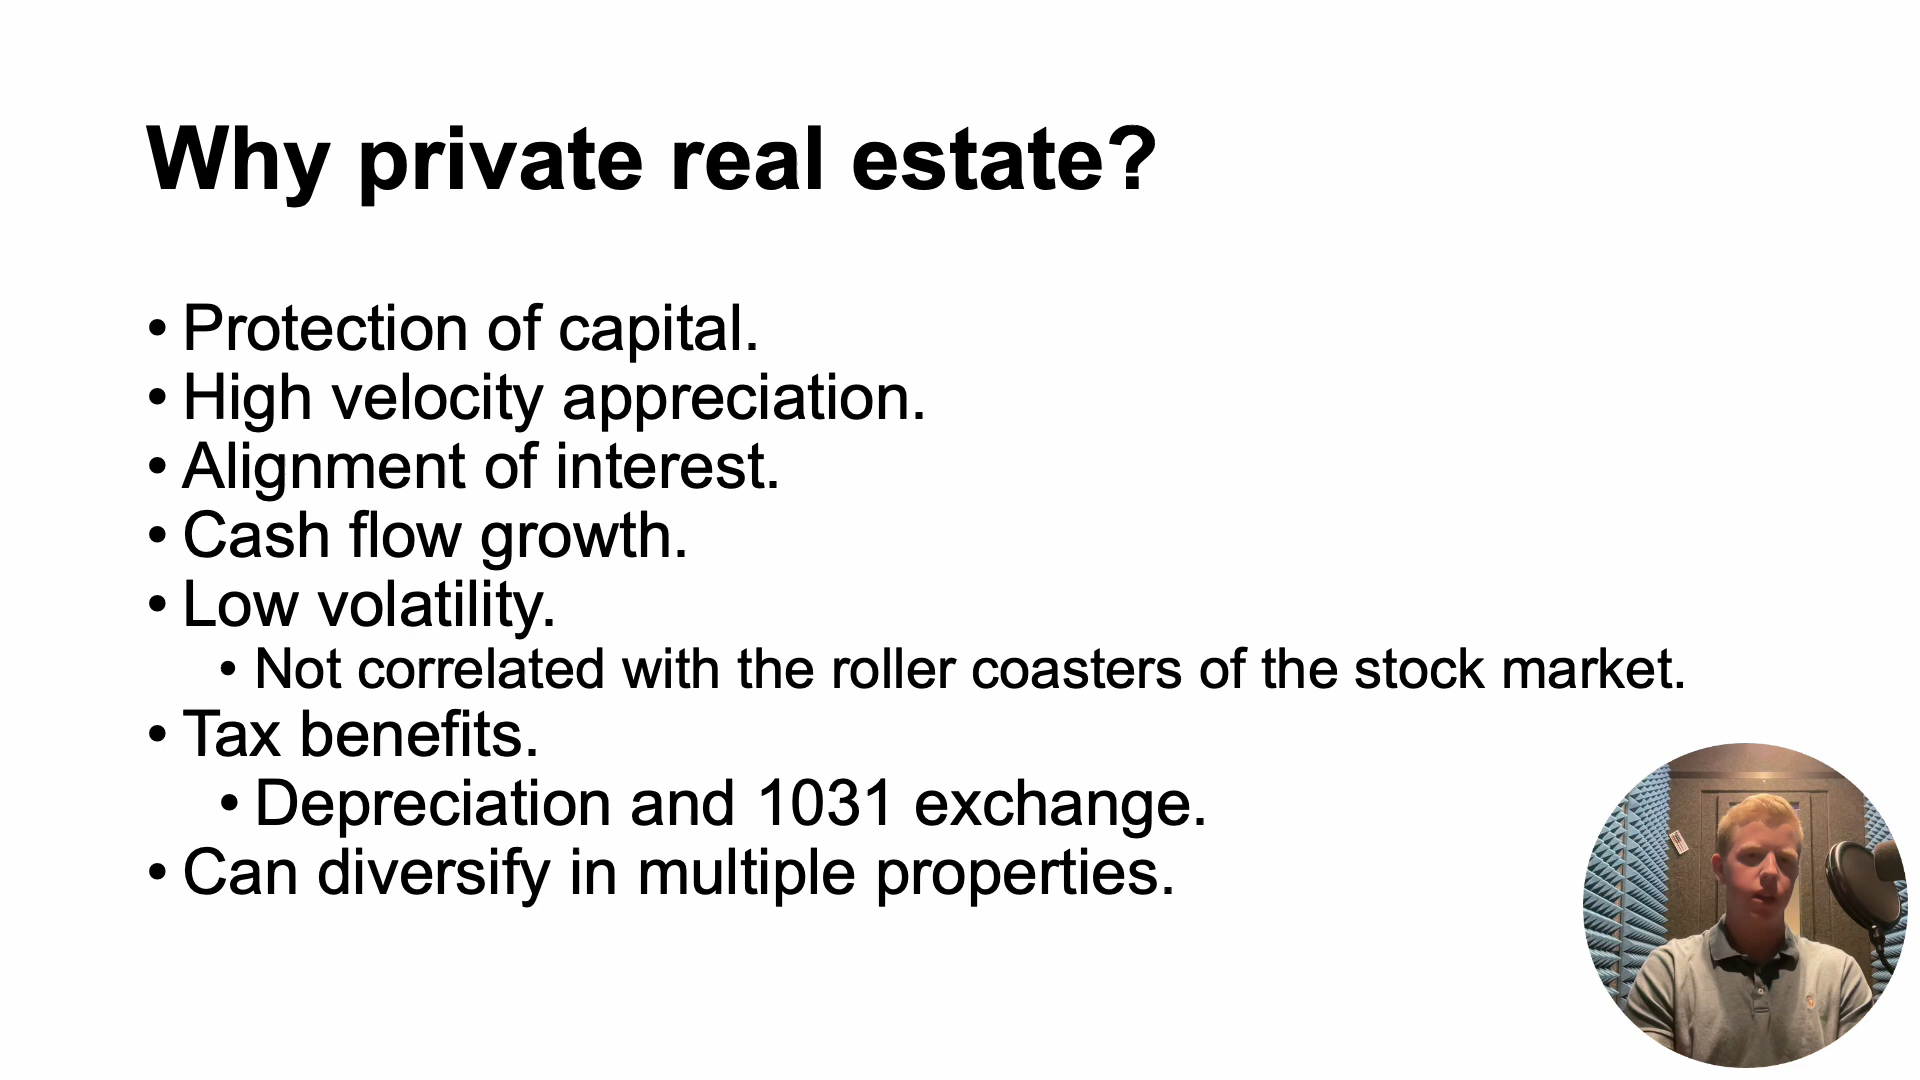 Why private real estate?
• Protection of capital.
• High velocity appreciation.
• Alignment of interest.
• Cash flow growth.
• Low volatility.
• Not correlated with the roller coasters of the stock market.
• Tax benefits.
• Depreciation and 1031 exchange.
• Can diversify in multiple properties.